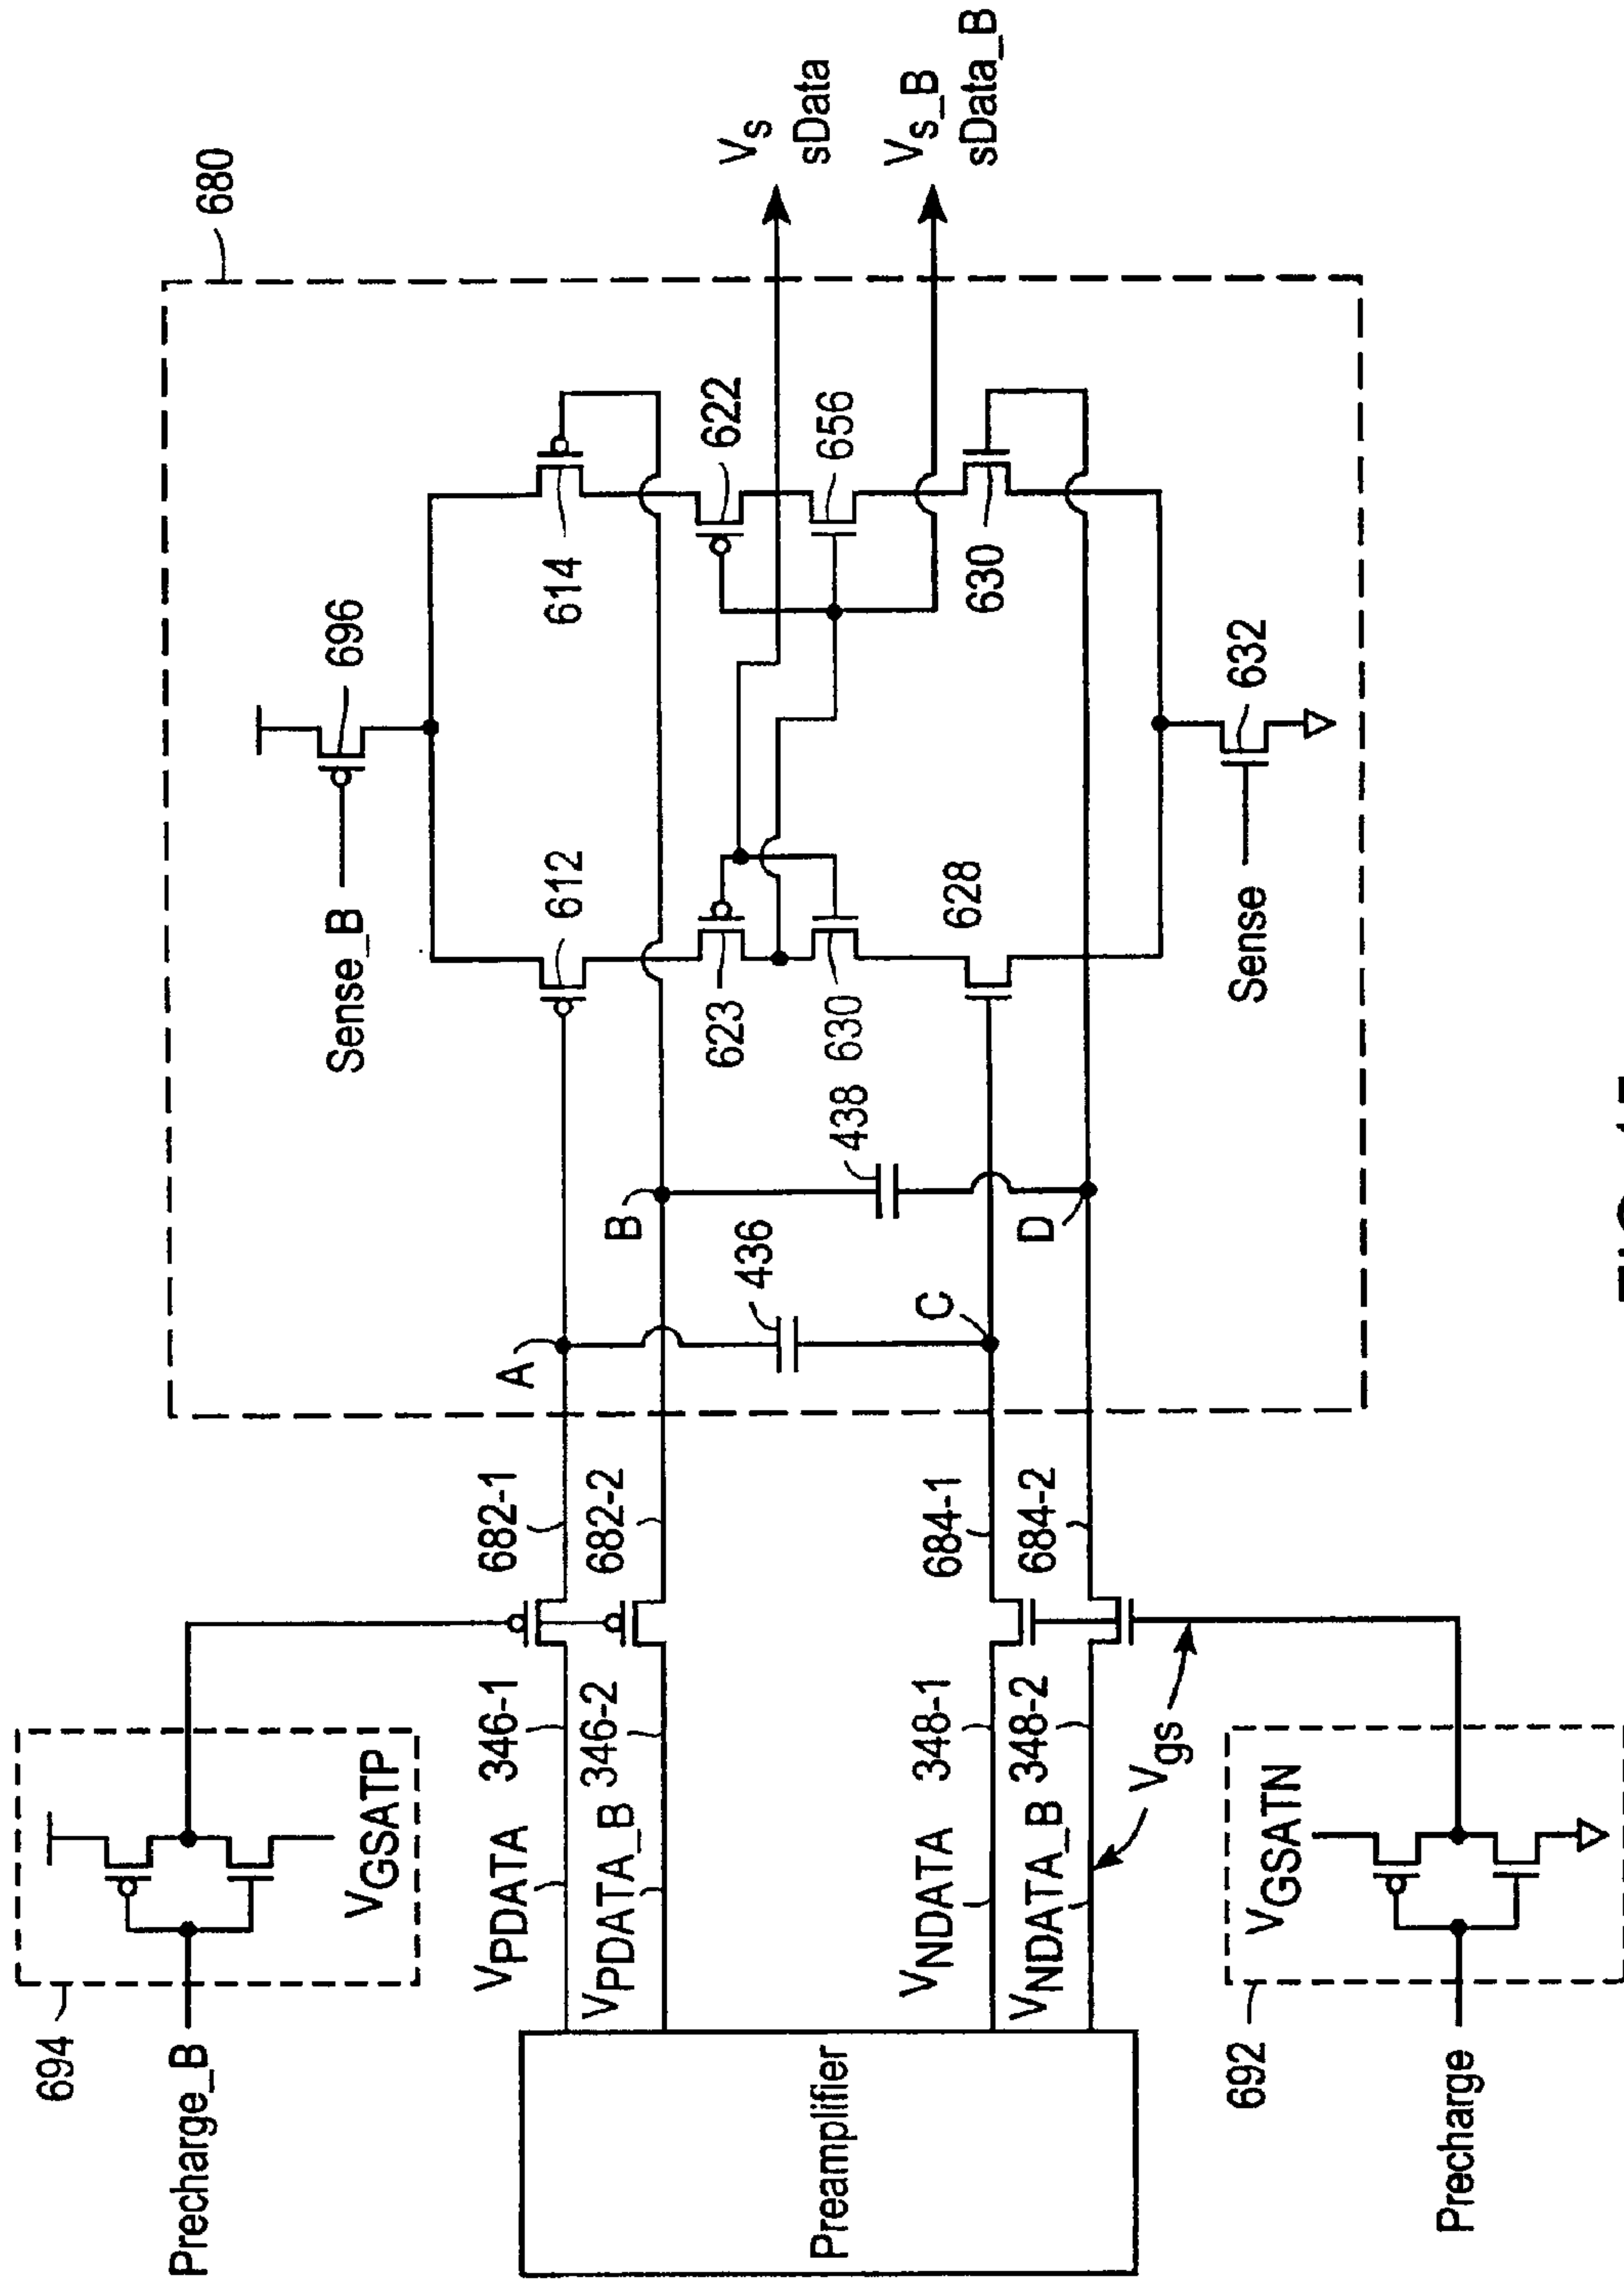 694
Precharge_B
VGSATP
Preamplifier
VPDATA
346-1
682-1
VPDATA_B
346-2
682-2
VNDATA
348-1
684-1
VNDATA_B
348-2
684-2
Vgs
692
Precharge
VGSATN
680
A
B
C
D
436
438
Sense_B
696
612
614
623
622
630
656
628
630
Sense
632
Vs
sData
Vs_B
sData_B